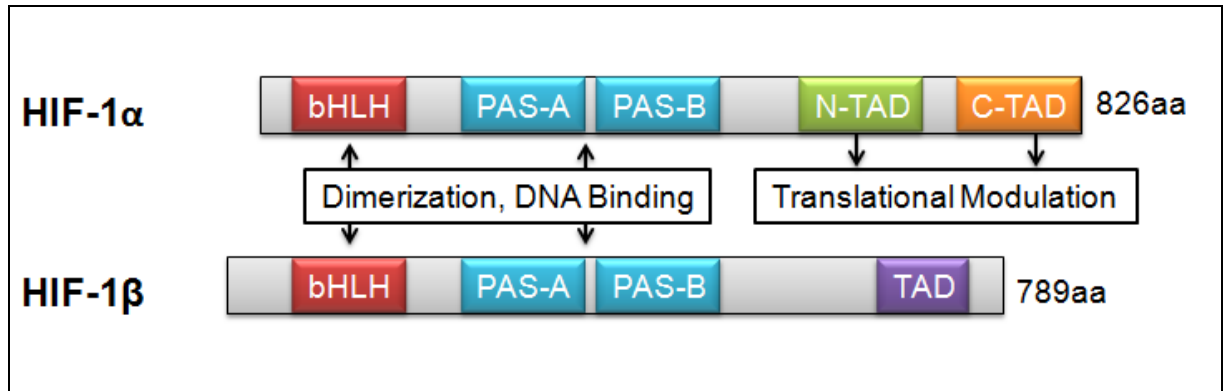 HIF-1α bHLH PAS-A PAS-B N-TAD C-TAD 826aa
Dimerization, DNA Binding Translational Modulation
HIF-1β bHLH PAS-A PAS-B TAD 789aa